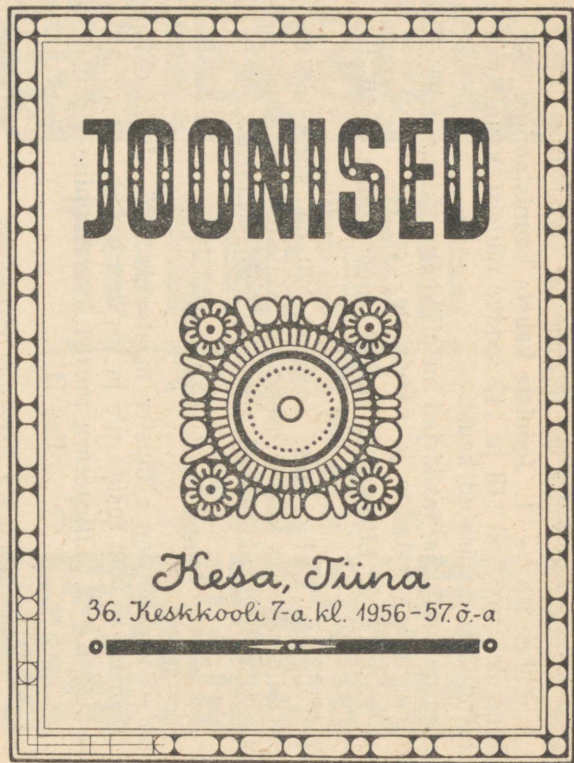 JOONISED
Kesa, Tiina
36. Keskkooli 7-a. kl. 1956-57. õ.-a